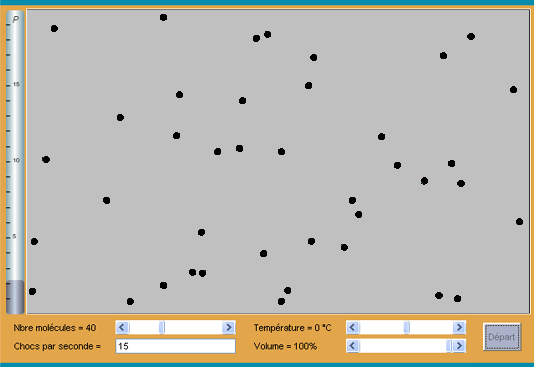 P
15
10
5
Nbre molécules = 40
Température = 0 °C
Chocs par seconde =
15
Volume = 100%
Départ